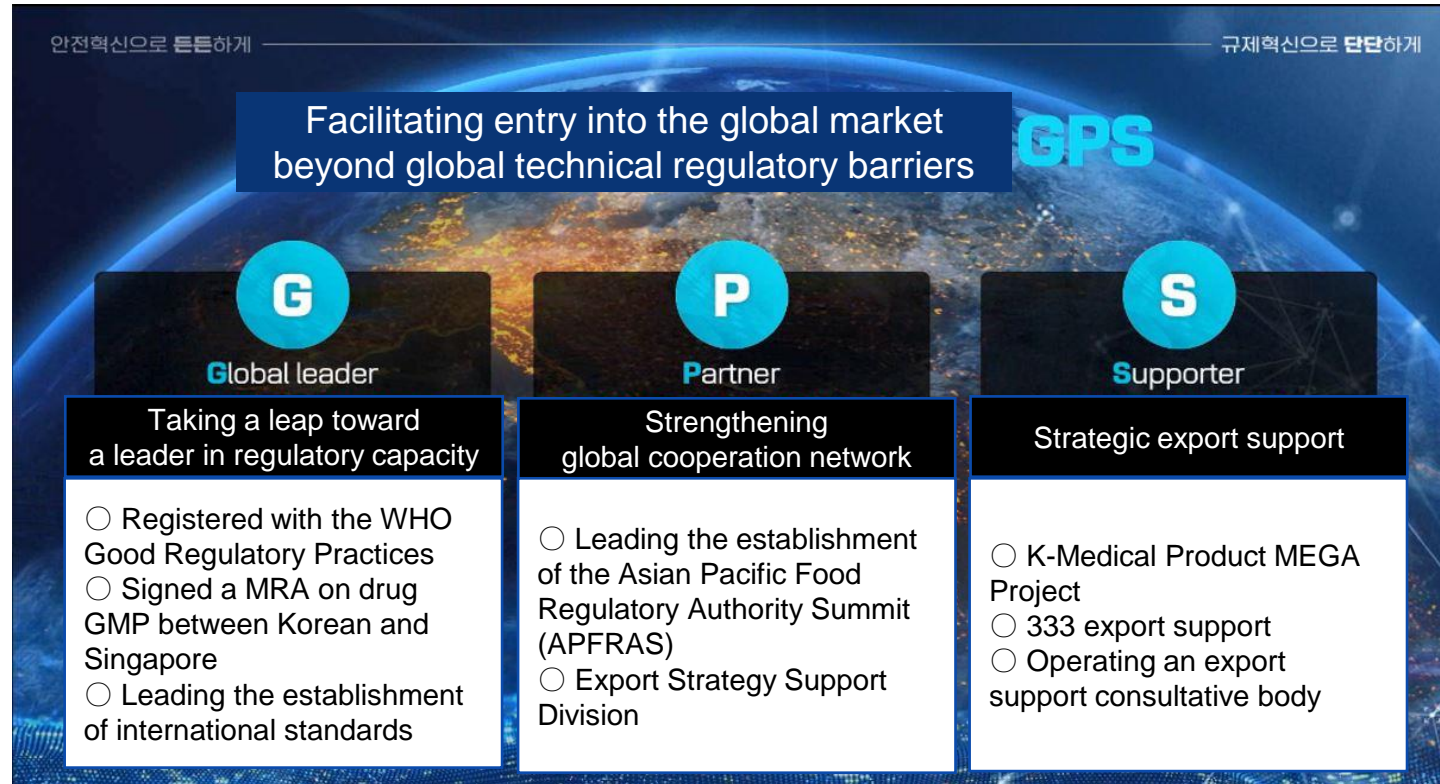 안전혁신으로 든든하게
규제혁신으로 단단하게
Facilitating entry into the global market
beyond global technical regulatory barriers
GPS
G
Global leader
Taking a leap toward
a leader in regulatory capacity
○ Registered with the WHO
Good Regulatory Practices
○ Signed a MRA on drug
GMP between Korean and
Singapore
○ Leading the establishment
of international standards
P
Partner
Strengthening
global cooperation network
○ Leading the establishment
of the Asian Pacific Food
Regulatory Authority Summit
(APFRAS)
○ Export Strategy Support
Division
S
Supporter
Strategic export support
○ K-Medical Product MEGA
Project
○ 333 export support
○ Operating an export
support consultative body